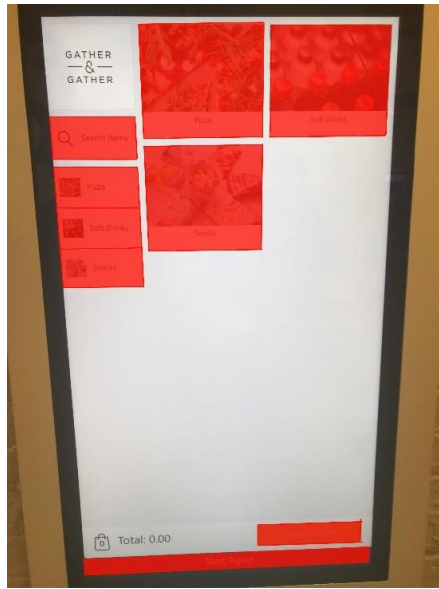 GATHER
&
GATHER
Pizza
Soft Drinks
Search Items
Snacks
Pizza
Soft Drinks
Snacks
0
Total: 0.00
Start Again